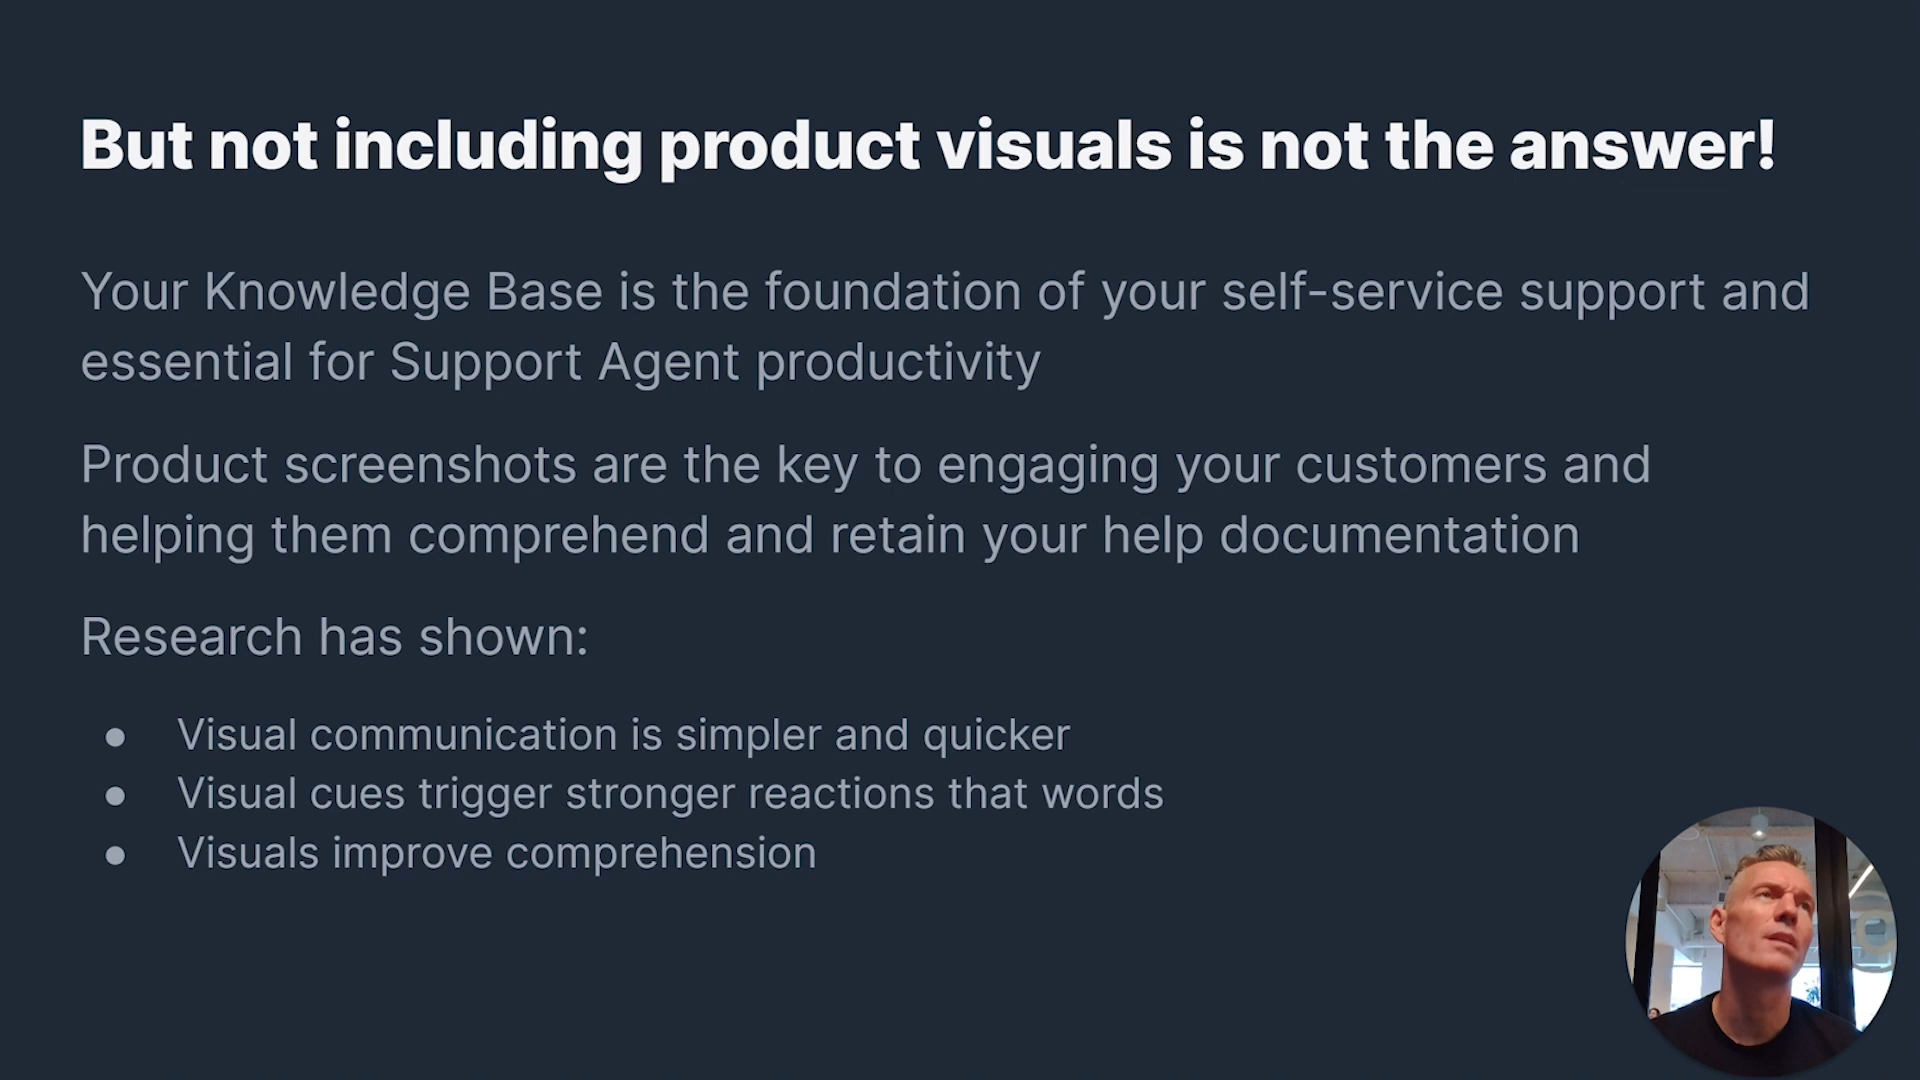 But not including product visuals is not the answer!
Your Knowledge Base is the foundation of your self-service support and
essential for Support Agent productivity
Product screenshots are the key to engaging your customers and
helping them comprehend and retain your help documentation
Research has shown:
● Visual communication is simpler and quicker
● Visual cues trigger stronger reactions that words
● Visuals improve comprehension